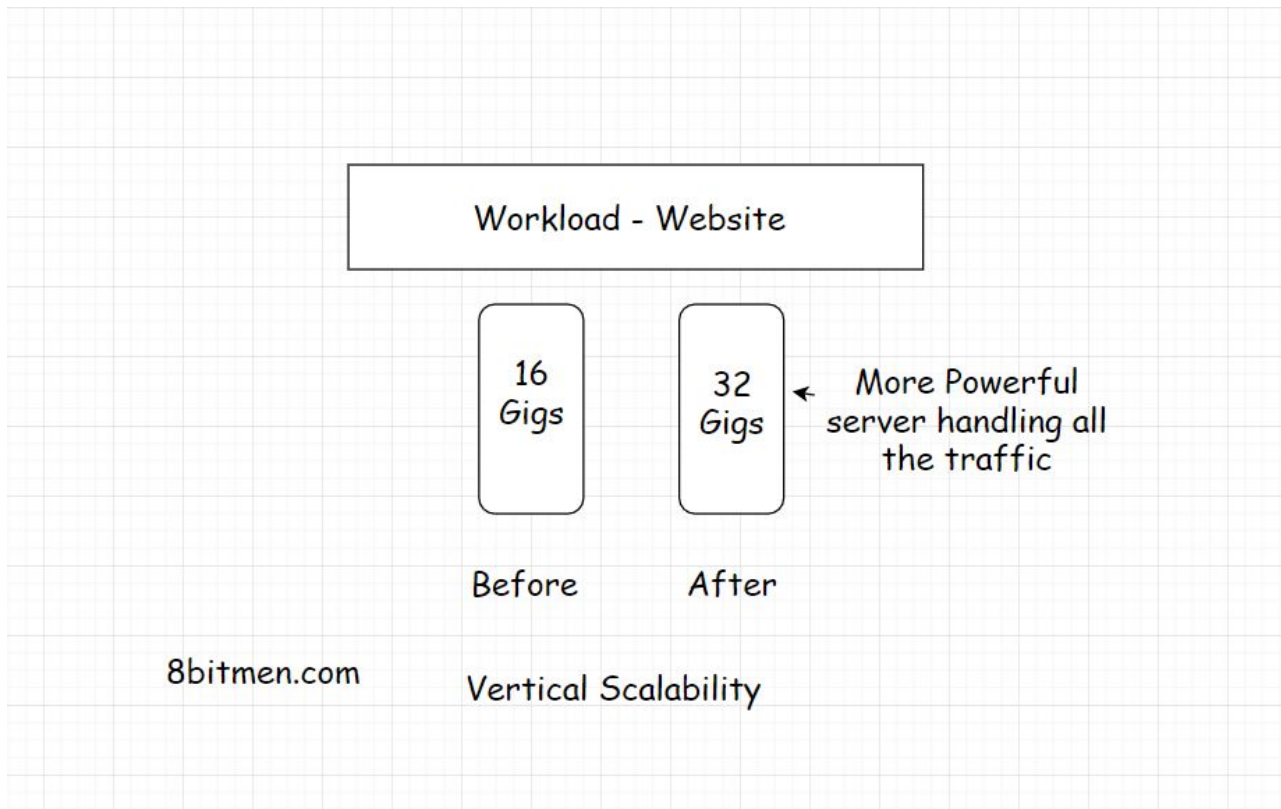 Workload - Website
16
Gigs
32
Gigs
More Powerful
server handling all
the traffic
Before
After
8bitmen.com
Vertical Scalability